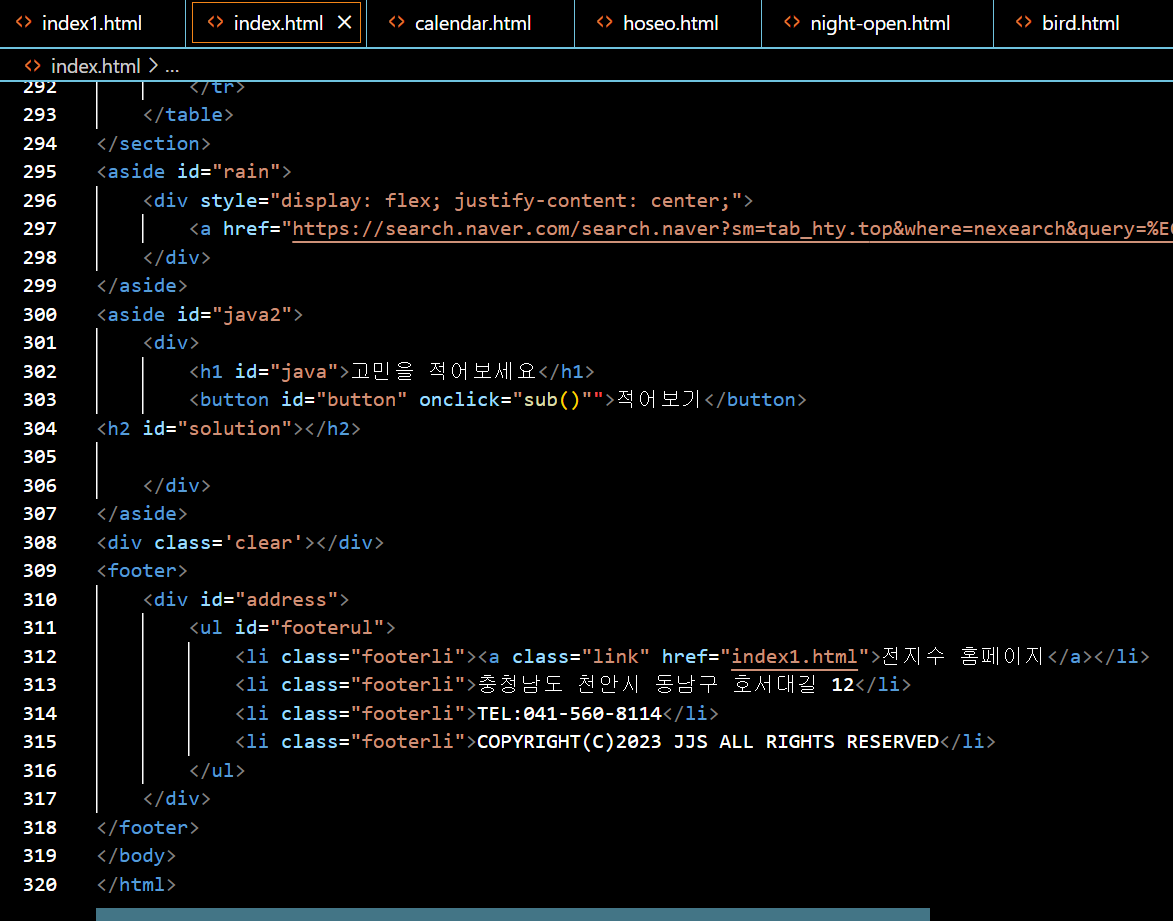 index1.html index.html calendar.html hoseo.html night-open.html bird.html
index.html > ...
292 </tr>
293 </table>
294 </section>
295 <aside id="rain">
296 <div style="display: flex; justify-content: center;">
297 <a href="https://search.naver.com/search.naver?sm=tab_hty.top&where=nexearch&query=%E
298 </div>
299 </aside>
300 <aside id="java2">
301 <div>
302 <h1 id="java">고민을 적어보세요</h1>
303 <button id="button" onclick="sub()"">적어보기</button>
304 <h2 id="solution"></h2>
305
306 </div>
307 </aside>
308 <div class='clear'></div>
309 <footer>
310 <div id="address">
311 <ul id="footerul">
312 <li class="footerli"><a class="link" href="index1.html">전지수 홈페이지</a></li>
313 <li class="footerli">충청남도 천안시 동남구 호서대길 12</li>
314 <li class="footerli">TEL:041-560-8114</li>
315 <li class="footerli">COPYRIGHT(C)2023 JJS ALL RIGHTS RESERVED</li>
316 </ul>
317 </div>
318 </footer>
319 </body>
320 </html>